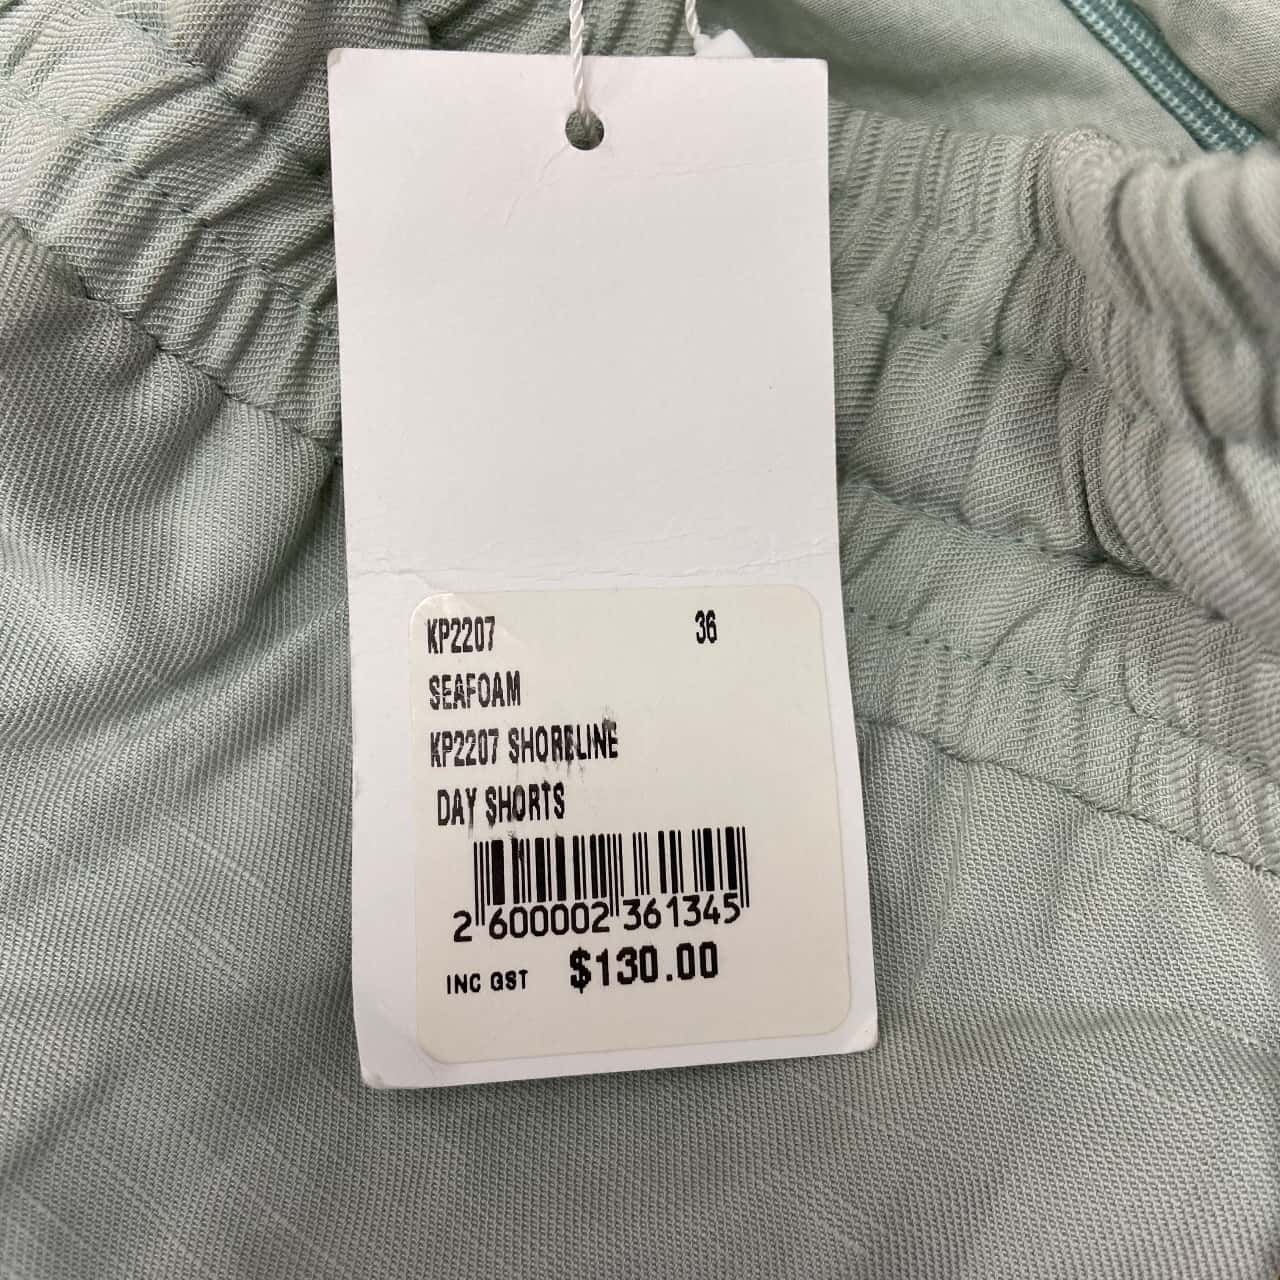 KP2207 36
SEAFOAM
KP2207 SHORELINE
DAY SHORTS
2 600002 361345
INC GST $130.00